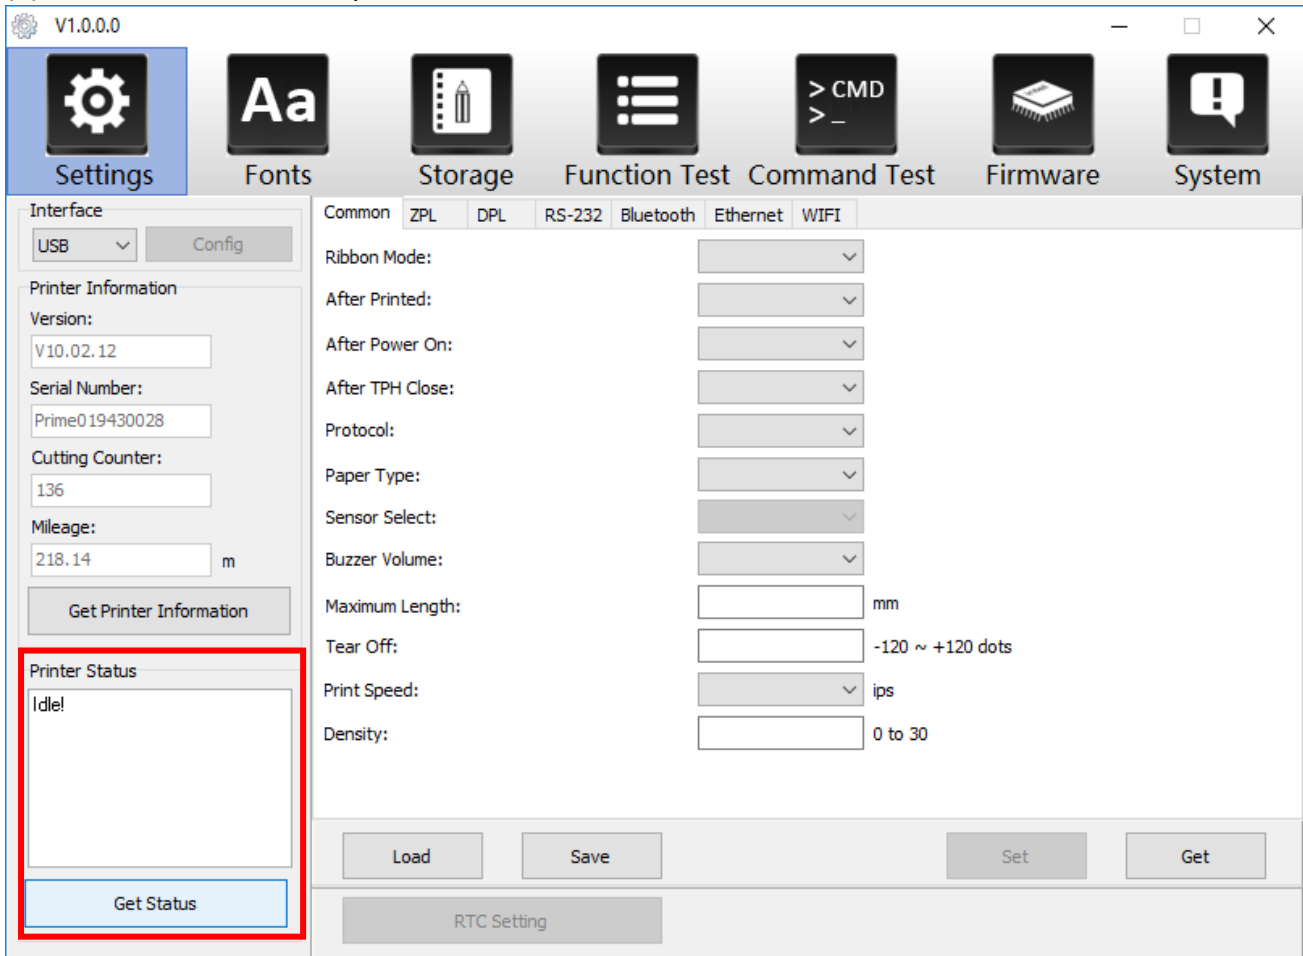 V1.0.0.0
Aa
> CMD
> _
Settings
Fonts
Storage
Function Test
Command Test
Firmware
System
Interface
USB
Config
Printer Information
Version:
V10.02.12
Serial Number:
Prime019430028
Cutting Counter:
136
Mileage:
218.14 m
Get Printer Information
Printer Status
Idle!
Get Status
Common ZPL DPL RS-232 Bluetooth Ethernet WIFI
Ribbon Mode:
After Printed:
After Power On:
After TPH Close:
Protocol:
Paper Type:
Sensor Select:
Buzzer Volume:
Maximum Length: mm
Tear Off: -120 ~ +120 dots
Print Speed: ips
Density: 0 to 30
Load Save Set Get
RTC Setting